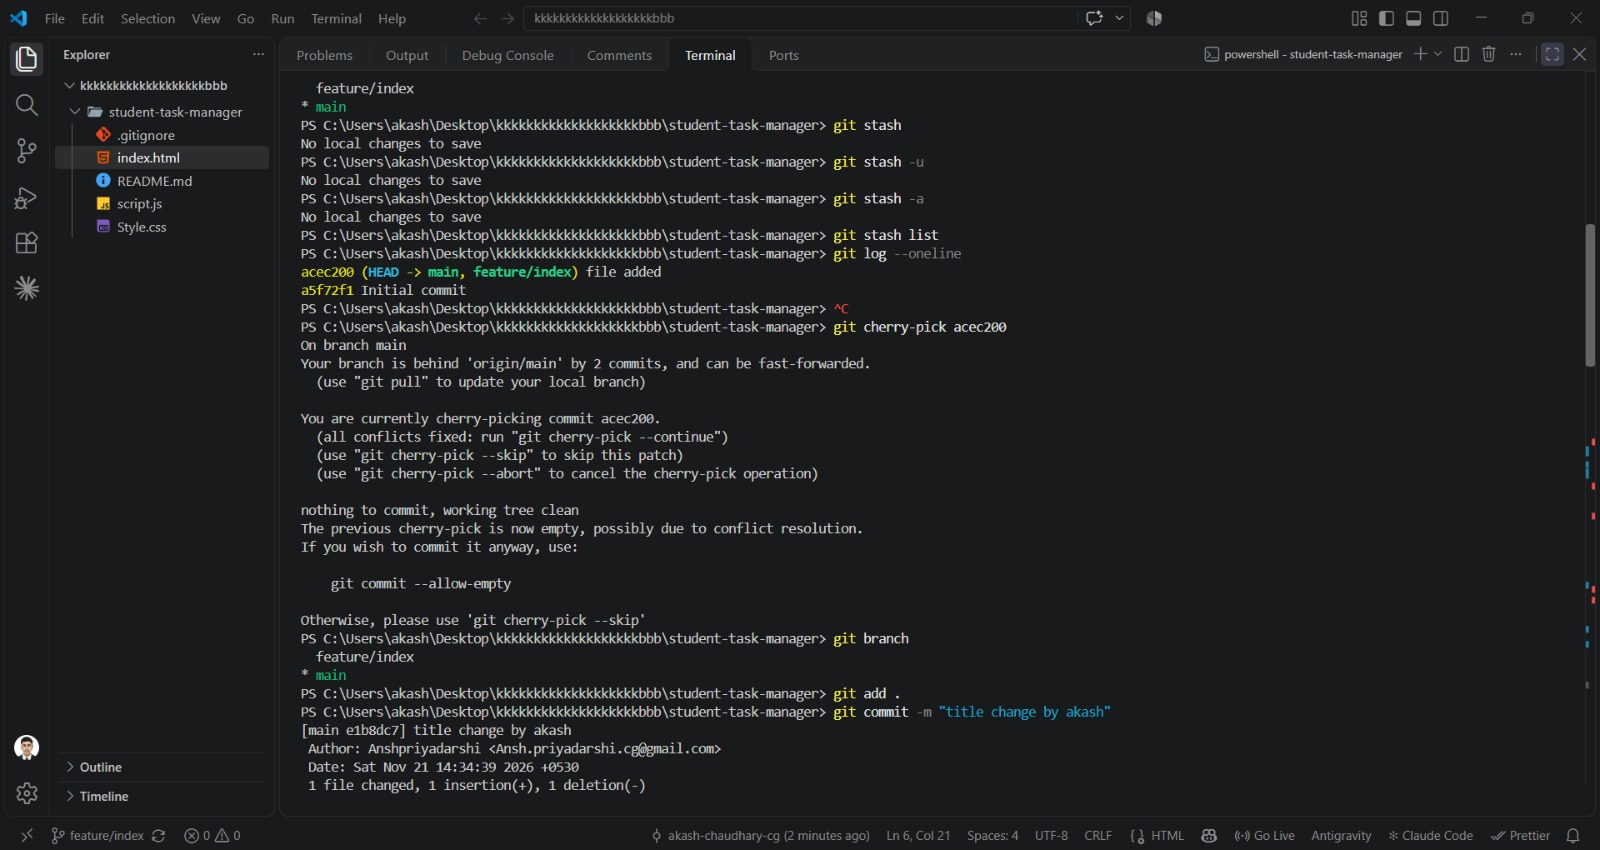 File Edit Selection View Go Run Terminal Help
kkkkkkkkkkkkkkkkkkkbbb
Explorer
kkkkkkkkkkkkkkkkkkkbbb
student-task-manager
.gitignore
index.html
README.md
script.js
Style.css
Outline
Timeline
Problems Output Debug Console Comments Terminal Ports
powershell - student-task-manager
feature/index
* main
PS C:\Users\akash\Desktop\kkkkkkkkkkkkkkkkkkkbbb\student-task-manager> git stash
No local changes to save
PS C:\Users\akash\Desktop\kkkkkkkkkkkkkkkkkkkbbb\student-task-manager> git stash -u
No local changes to save
PS C:\Users\akash\Desktop\kkkkkkkkkkkkkkkkkkkbbb\student-task-manager> git stash -a
No local changes to save
PS C:\Users\akash\Desktop\kkkkkkkkkkkkkkkkkkkbbb\student-task-manager> git stash list
PS C:\Users\akash\Desktop\kkkkkkkkkkkkkkkkkkkbbb\student-task-manager> git log --oneline
acec200 (HEAD -> main, feature/index) file added
a5f72f1 Initial commit
PS C:\Users\akash\Desktop\kkkkkkkkkkkkkkkkkkkbbb\student-task-manager> ^C
PS C:\Users\akash\Desktop\kkkkkkkkkkkkkkkkkkkbbb\student-task-manager> git cherry-pick acec200
On branch main
Your branch is behind 'origin/main' by 2 commits, and can be fast-forwarded.
(use "git pull" to update your local branch)
You are currently cherry-picking commit acec200.
(all conflicts fixed: run "git cherry-pick --continue")
(use "git cherry-pick --skip" to skip this patch)
(use "git cherry-pick --abort" to cancel the cherry-pick operation)
nothing to commit, working tree clean
The previous cherry-pick is now empty, possibly due to conflict resolution.
If you wish to commit it anyway, use:
git commit --allow-empty
Otherwise, please use 'git cherry-pick --skip'
PS C:\Users\akash\Desktop\kkkkkkkkkkkkkkkkkkkbbb\student-task-manager> git branch
feature/index
* main
PS C:\Users\akash\Desktop\kkkkkkkkkkkkkkkkkkkbbb\student-task-manager> git add .
PS C:\Users\akash\Desktop\kkkkkkkkkkkkkkkkkkkbbb\student-task-manager> git commit -m "title change by akash"
[main e1b8dc7] title change by akash
Author: Anshpriyadarshi <Ansh.priyadarshi.cg@gmail.com>
Date: Sat Nov 21 14:34:39 2026 +0530
1 file changed, 1 insertion(+), 1 deletion(-)
feature/index 0 0 akash-chaudhary-cg (2 minutes ago) Ln 6, Col 21 Spaces: 4 UTF-8 CRLF HTML Go Live Antigravity Claude Code Prettier